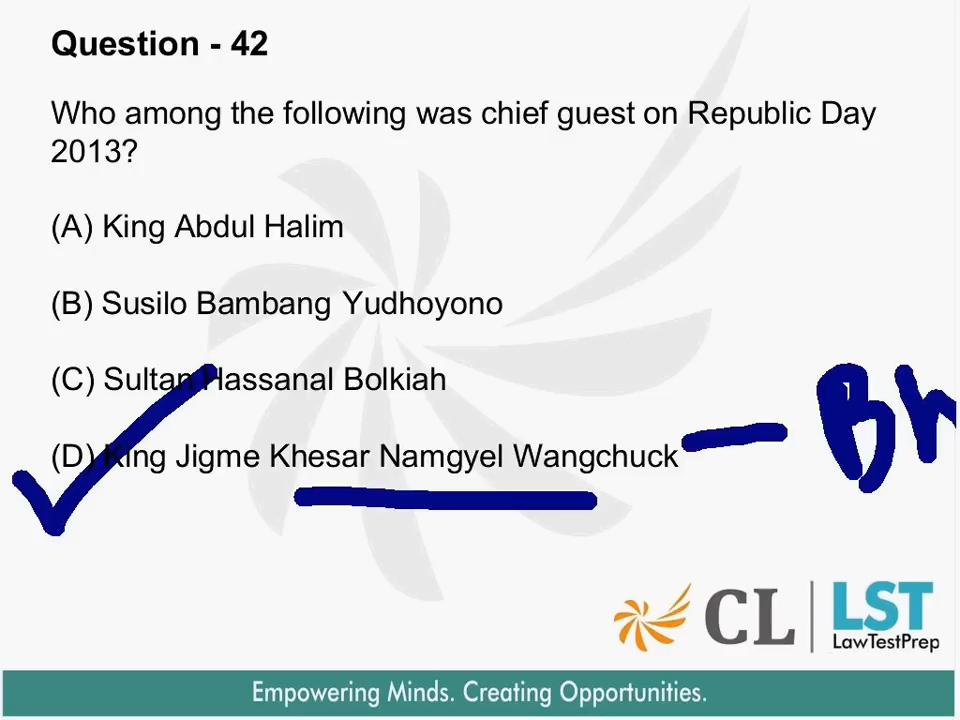 Question - 42
Who among the following was chief guest on Republic Day
2013?
(A) King Abdul Halim
(B) Susilo Bambang Yudhoyono
(C) Sultan Hassanal Bolkiah
(D) King Jigme Khesar Namgyel Wangchuck - Bh
CL | LST
LawTestPrep
Empowering Minds. Creating Opportunities.